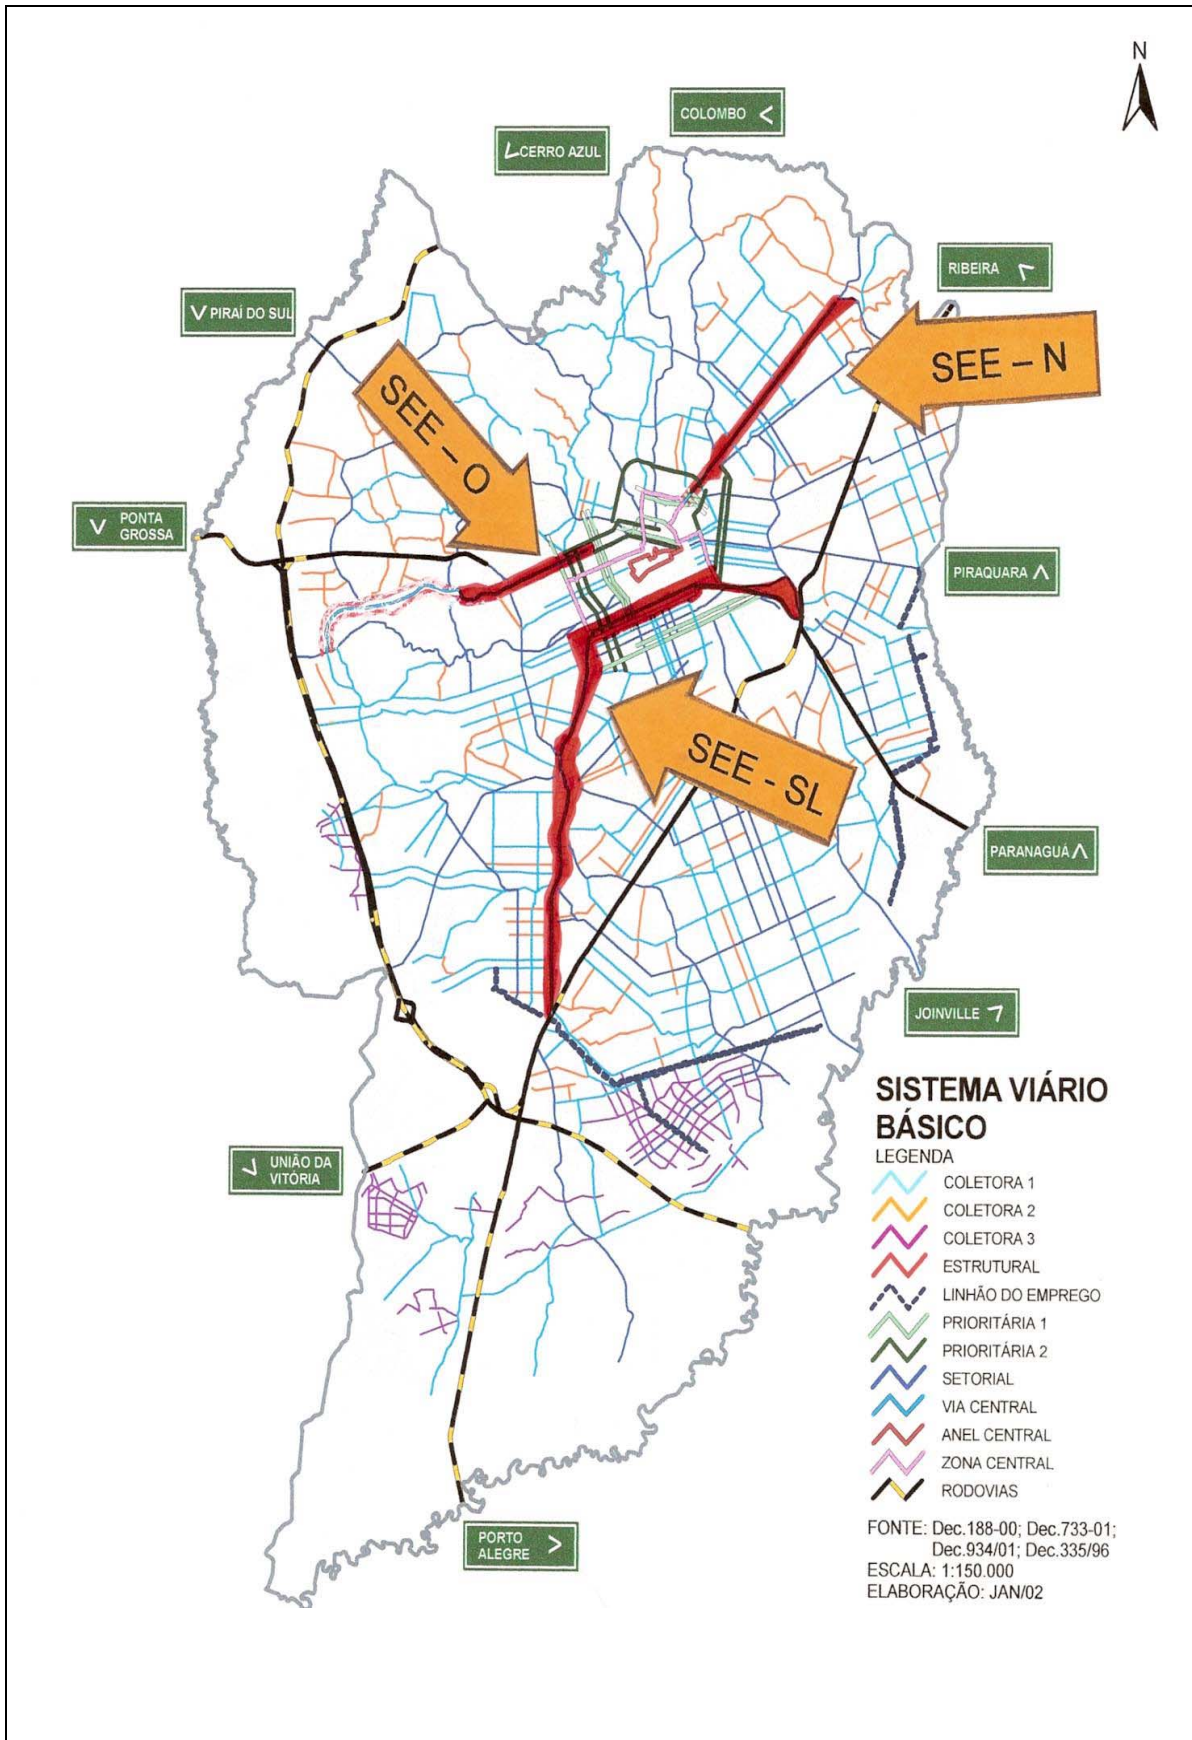 N
COLOMBO <
CERRO AZUL
RIBEIRA
PIRAÍ DO SUL
SEE – N
SEE – O
PONTA
GROSSA
PIRAQUARA
SEE - SL
PARANAGUÁ
JOINVILLE
SISTEMA VIÁRIO
BÁSICO
LEGENDA
UNIÃO DA
VITÓRIA
COLETORA 1
COLETORA 2
COLETORA 3
ESTRUTURAL
LINHÃO DO EMPREGO
PRIORITÁRIA 1
PRIORITÁRIA 2
SETORIAL
VIA CENTRAL
ANEL CENTRAL
ZONA CENTRAL
RODOVIAS
PORTO
ALEGRE >
FONTE: Dec.188-00; Dec.733-01;
Dec.934/01; Dec.335/96
ESCALA: 1:150.000
ELABORAÇÃO: JAN/02